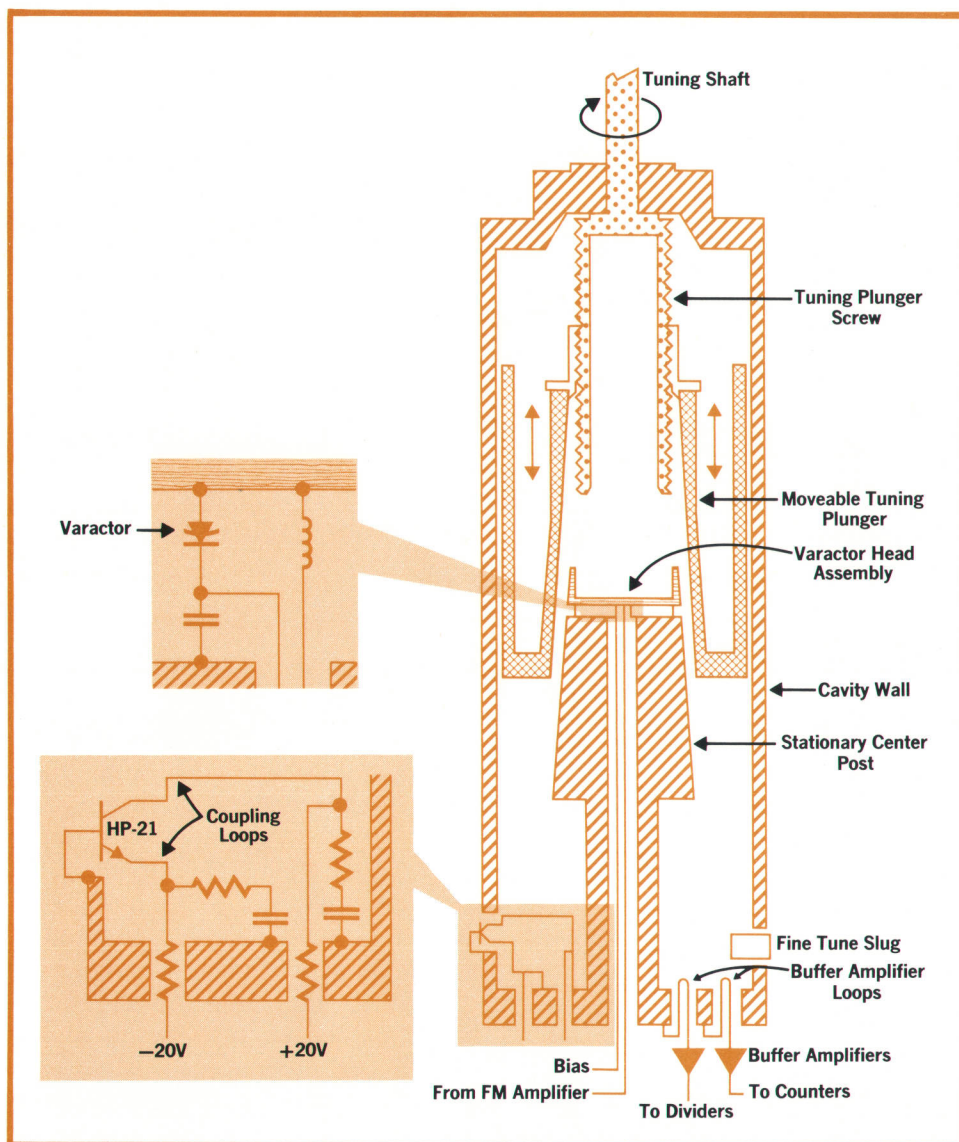 Tuning Shaft
Tuning Plunger
Screw
Moveable Tuning
Plunger
Varactor
Varactor Head
Assembly
Cavity Wall
Stationary Center
Post
HP-21
Coupling
Loops
Fine Tune Slug
Buffer Amplifier
Loops
−20V
+20V
Bias
Buffer Amplifiers
From FM Amplifier
To Counters
To Dividers